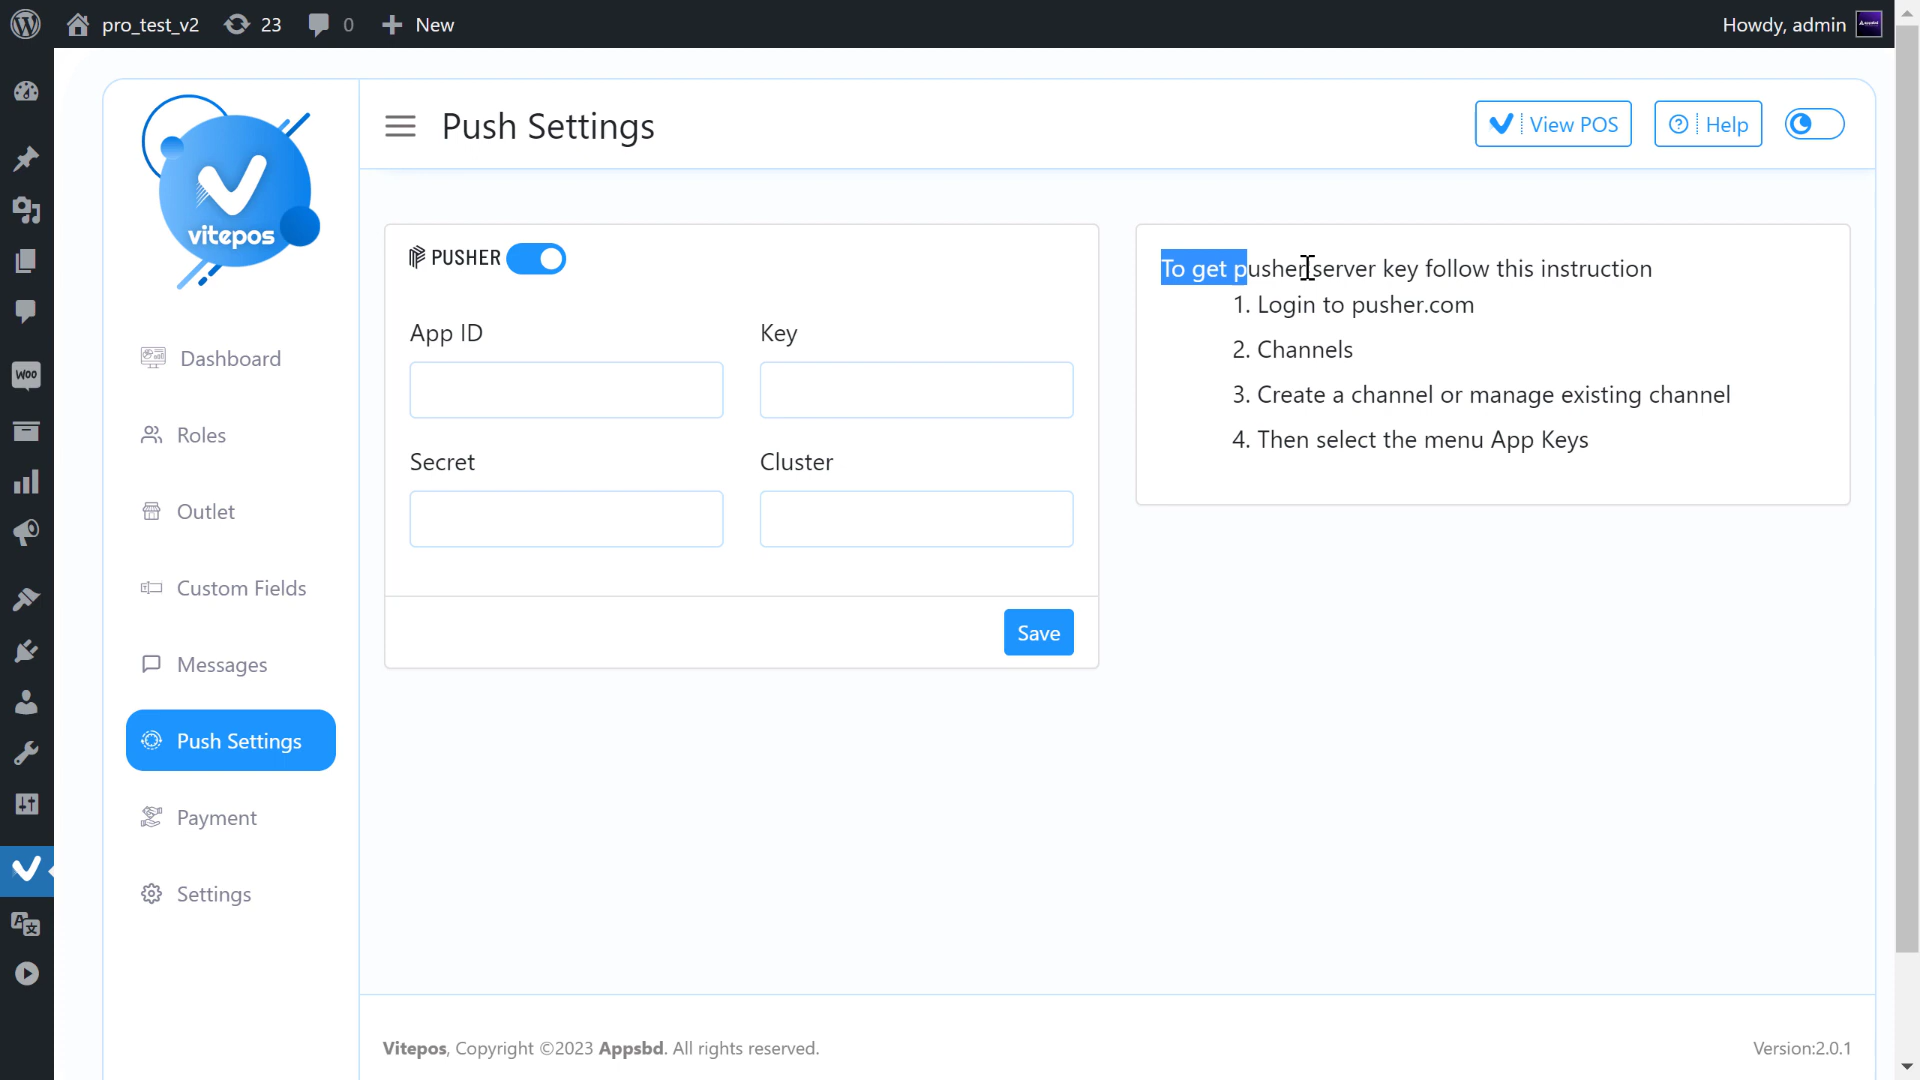 pro_test_v2 23 0 New Howdy, admin
vitepos
Push Settings
View POS
Help
Dashboard
Roles
Outlet
Custom Fields
Messages
Push Settings
Payment
Settings
PUSHER
App ID
Key
Secret
Cluster
Save
To get pusher server key follow this instruction
1. Login to pusher.com
2. Channels
3. Create a channel or manage existing channel
4. Then select the menu App Keys
Vitepos, Copyright ©2023 Appsbd. All rights reserved.
Version:2.0.1
WOO